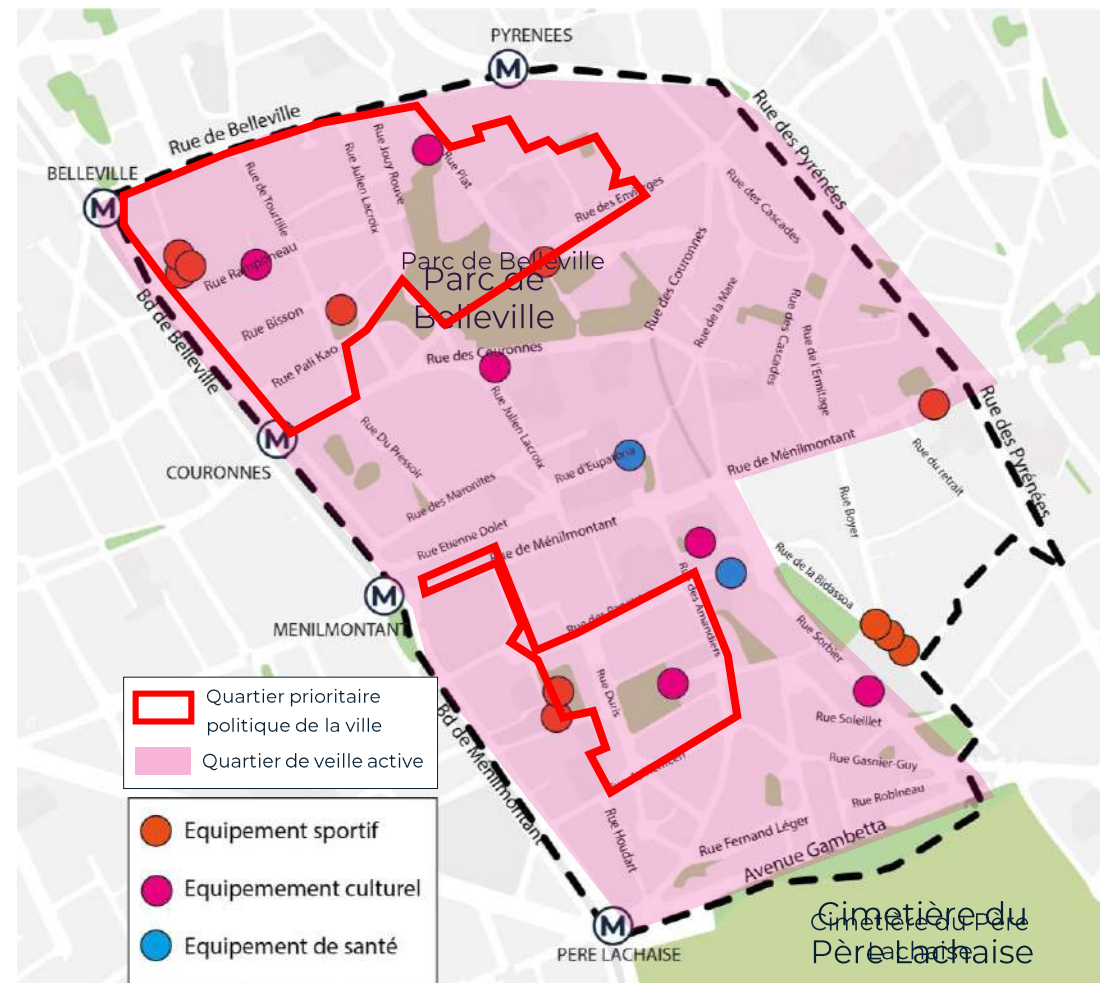 PYRENEES
M
Rue de Belleville
Rue des Pyrénées
Rue Jouy Rouve
Rue Julien Lacroix
Rue Plat
BELLEVILLE
M
Rue de Tourtille
Rue des Envierges
Rue des Cascades
Rue Ramponeau
Parc de Belleville
Parc de
Belleville
Rue des Couronnes
Rue de la Mare
Rue des Cascades
Rue de l'Ermitage
Bd de Belleville
Rue Bisson
Rue Pali Kao
Rue des Couronnes
Rue Julien Lacroix
Rue des Pyrénées
M
COURONNES
Rue Du Pressoir
Rue d'Eupatoria
Rue de Ménilmontant
Rue du retrait
Rue Boyer
Rue des Maronites
Rue Etienne Dolet
Rue de Ménilmontant
Rue de la Bidassoa
M
MENILMONTANT
Rue des
Rue des Amandiers
Rue Sorbier
Rue Duris
Quartier prioritaire
politique de la ville
Quartier de veille active
Bd de Ménilmontant
Rue Soleillet
Rue Gasnier-Guy
Rue Robineau
Rue Houdart
Rue Fernand Léger
Avenue Gambetta
Equipement sportif
Equipemement culturel
Equipement de santé
M
PERE LACHAISE
Cimetière du
Père Lachaise
Cimetière du Père
Lachaise